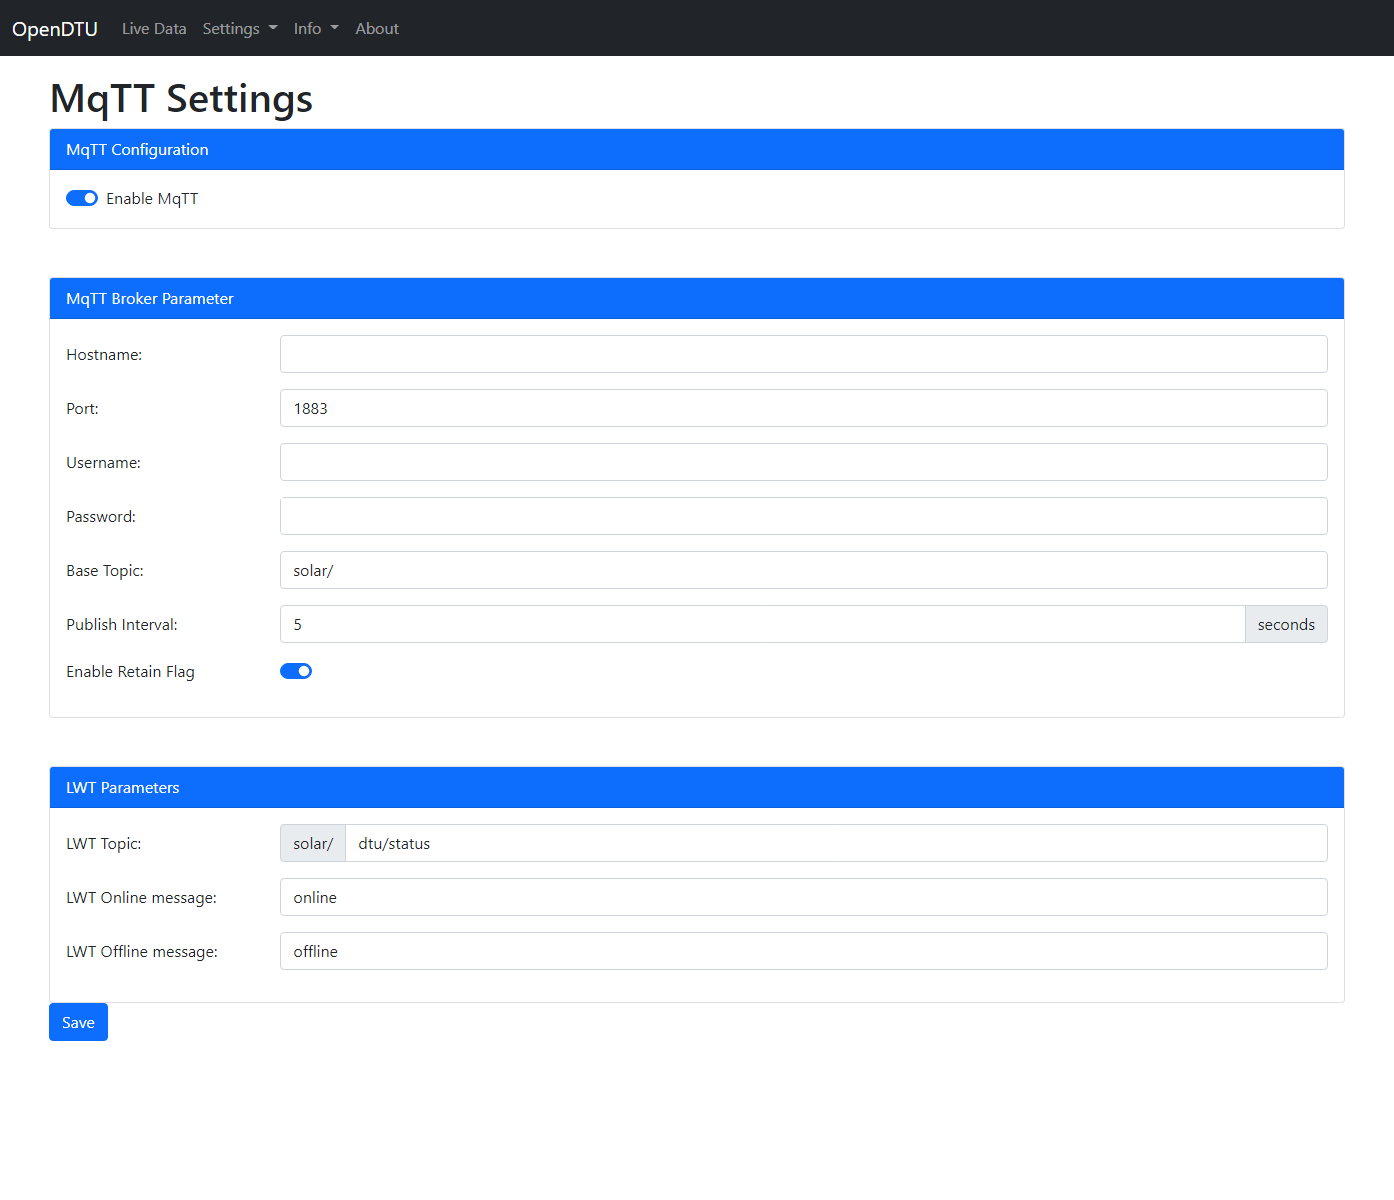 OpenDTU Live Data Settings Info About
MqTT Settings
MqTT Configuration
Enable MqTT
MqTT Broker Parameter
Hostname:
Port: 1883
Username:
Password:
Base Topic: solar/
Publish Interval: 5 seconds
Enable Retain Flag
LWT Parameters
LWT Topic: solar/ dtu/status
LWT Online message: online
LWT Offline message: offline
Save